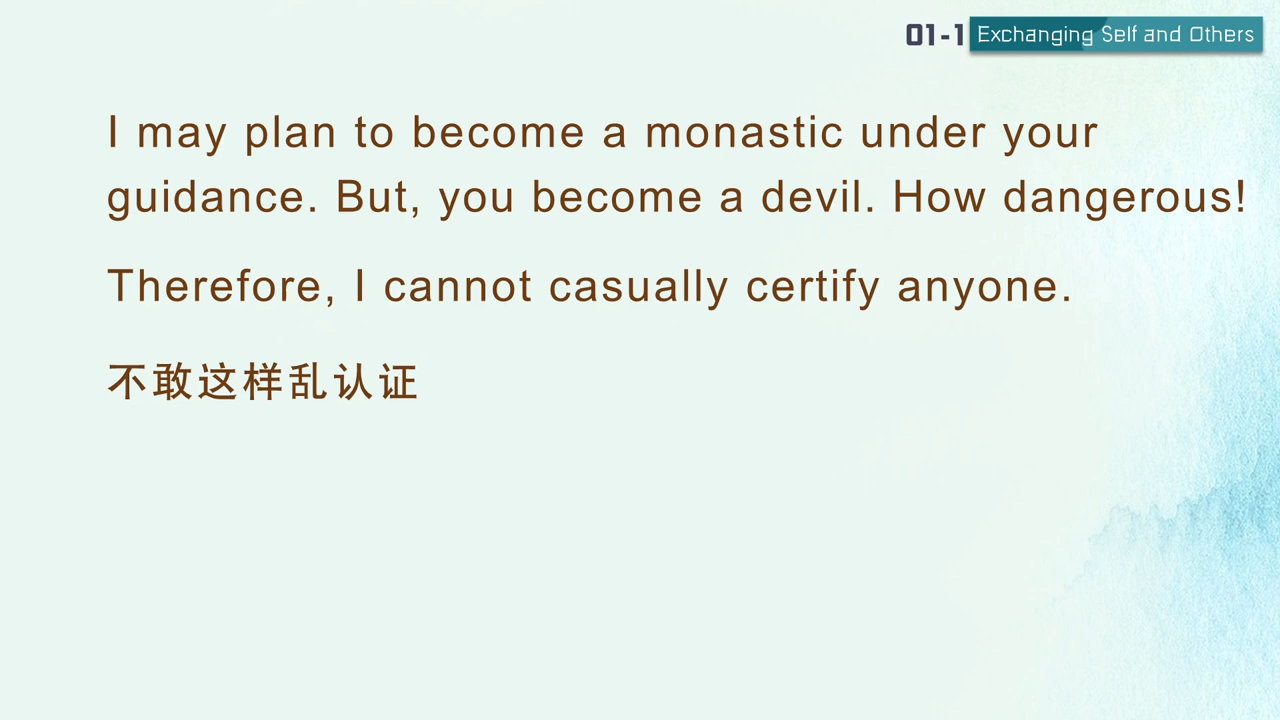 01-1 Exchanging Self and Others
I may plan to become a monastic under your
guidance. But, you become a devil. How dangerous!
Therefore, I cannot casually certify anyone.
不敢这样乱认证